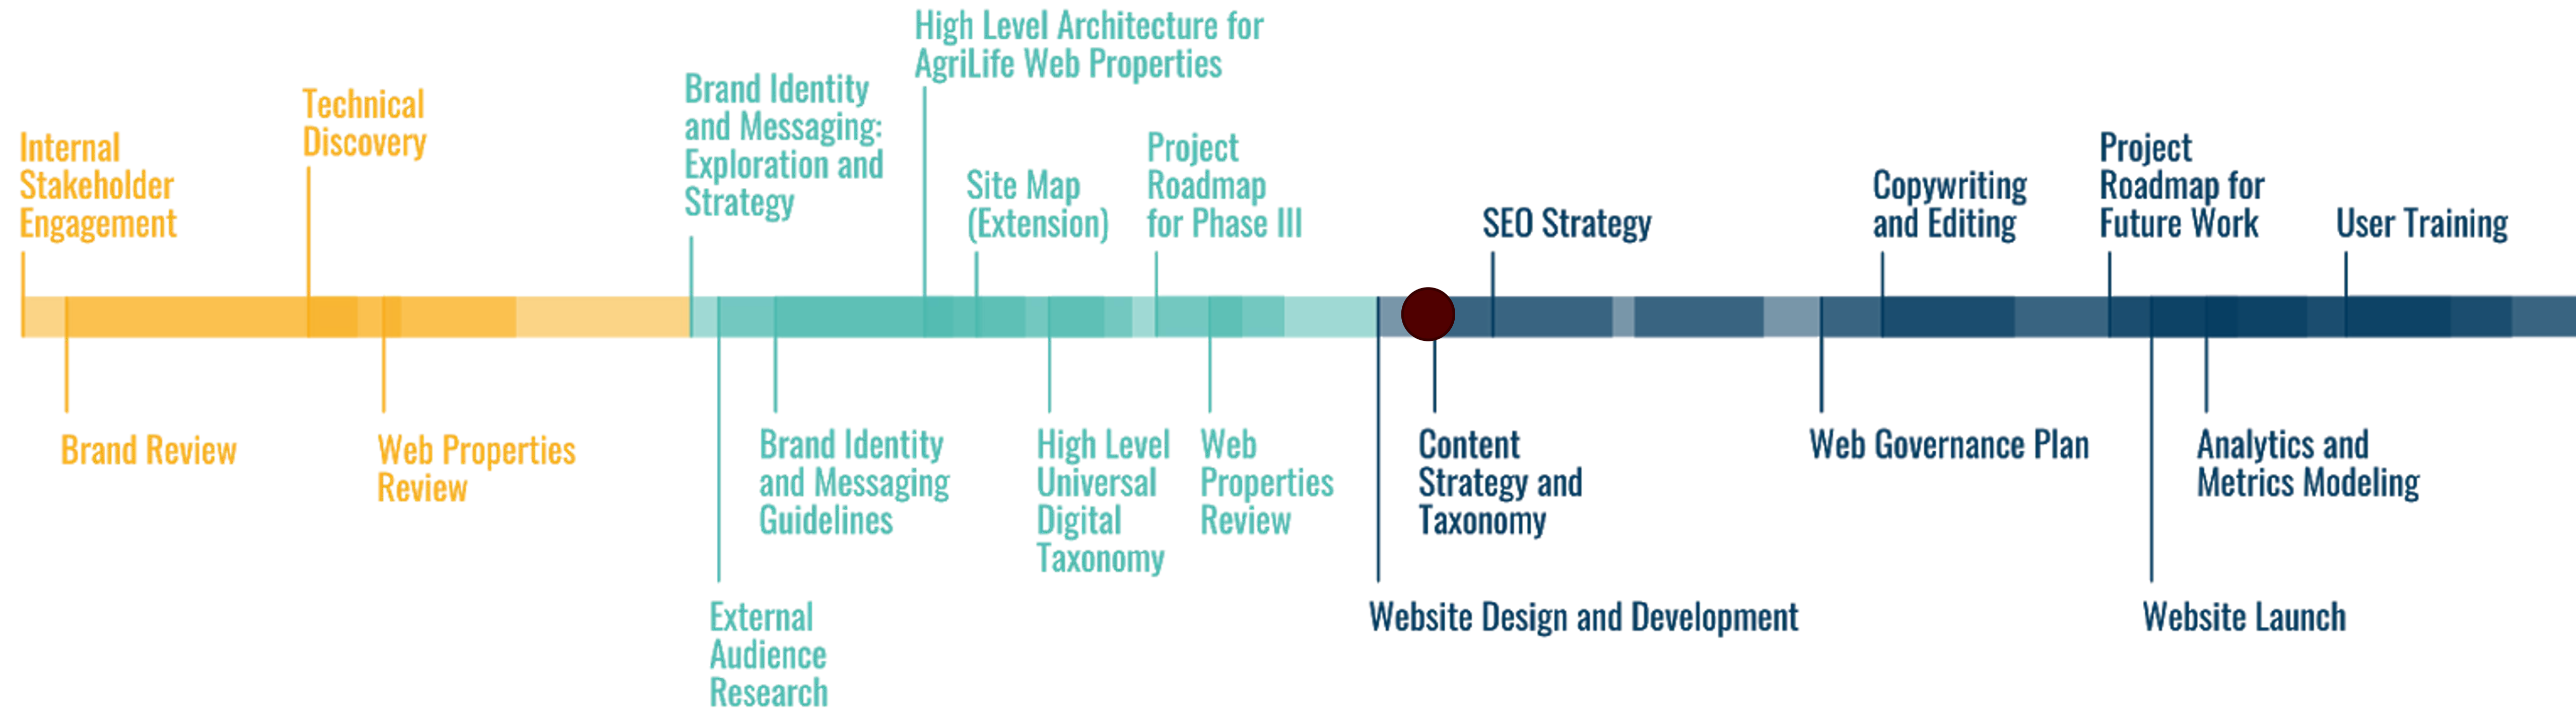 Internal
Stakeholder
Engagement
Technical
Discovery
Brand Identity
and Messaging:
Exploration and
Strategy
High Level Architecture for
AgriLife Web Properties
Site Map
(Extension)
Project
Roadmap
for Phase III
SEO Strategy
Copywriting
and Editing
Project
Roadmap for
Future Work
User Training
Brand Review
Web Properties
Review
External
Audience
Research
Brand Identity
and Messaging
Guidelines
High Level
Universal
Digital
Taxonomy
Web
Properties
Review
Website Design and Development
Content
Strategy and
Taxonomy
Web Governance Plan
Website Launch
Analytics and
Metrics Modeling